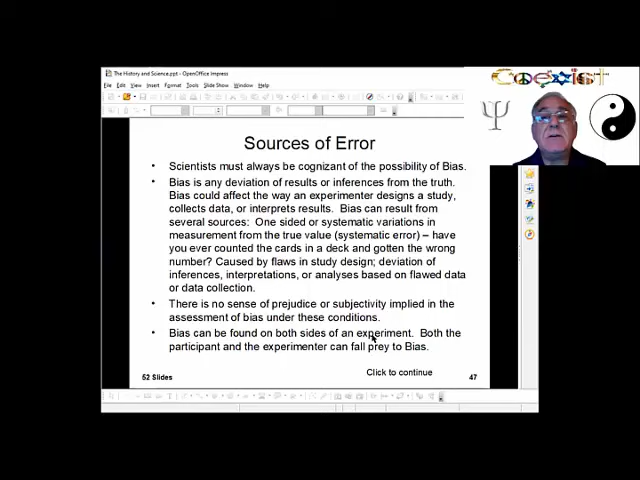 The History and Science.ppt - OpenOffice Impress
File Edit View Insert Format Tools Slide Show Window Help
Coexist
Sources of Error
• Scientists must always be cognizant of the possibility of Bias.
• Bias is any deviation of results or inferences from the truth.
Bias could affect the way an experimenter designs a study,
collects data, or interprets results. Bias can result from
several sources: One sided or systematic variations in
measurement from the true value (systematic error) – have
you ever counted the cards in a deck and gotten the wrong
number? Caused by flaws in study design; deviation of
inferences, interpretations, or analyses based on flawed data
or data collection.
• There is no sense of prejudice or subjectivity implied in the
assessment of bias under these conditions.
• Bias can be found on both sides of an experiment. Both the
participant and the experimenter can fall prey to Bias.
Click to continue
52 Slides
47